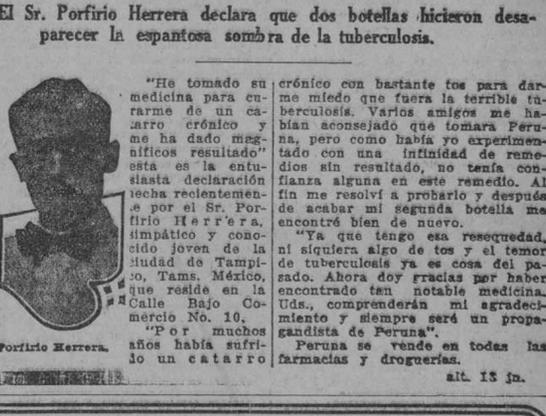 El Sr. Porfirio Herrera declara que dos botellas hicieron desa-
parecer la espantosa sombra de la tuberculosis.
"He tomado su
medicina para cu-
rarme de un ca-
tarro crónico y
me ha dado mag-
níficos resultado"
esta es la entu-
siasta declaración
hecha recientemen-
te por el Sr. Por-
firio Herrera,
simpático y cono-
cido joven de la
ciudad de Tampi-
co, Tams. México,
que reside en la
Calle Bajo Co-
mercio No. 10,
"Por muchos
años había sufri-
do un catarro
Porfirio Herrera.
crónico con bastante tos para dar-
me miedo que fuera la terrible tu-
berculosis. Varios amigos me ha-
bían aconsejado que tomara Peru-
na, pero como había yo experimen-
tado con una infinidad de reme-
dios sin resultado, no tenía con-
fianza alguna en este remedio. Al
fin me resolví a probarlo y después
de acabar mi segunda botella me
encontré bien de nuevo.
"Ya que tengo esa resequedad,
ni siquiera algo de tos y el temor
de tuberculosis ya es cosa del pa-
sado. Ahora doy gracias por haber
encontrado tan notable medicina.
Uds., comprenderán mi agradeci-
miento y siempre seré un propa-
gandista de Peruna".
Peruna se vende en todas las
farmacias y droguerías.
alt. 13 jn.